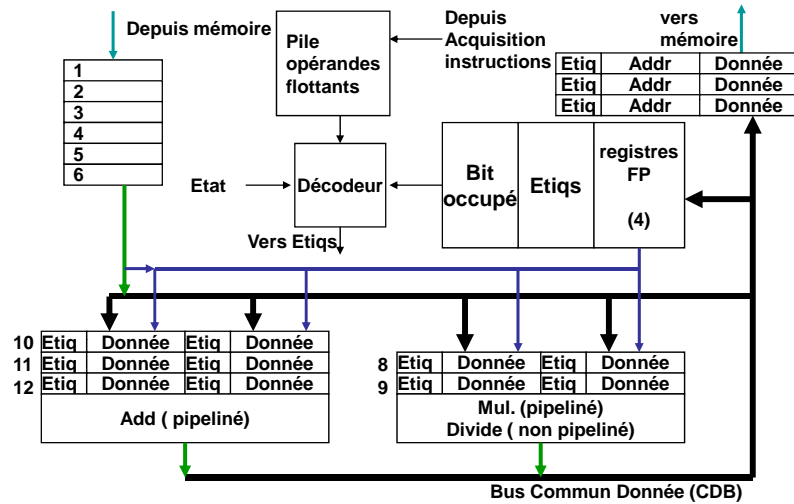 Depuis mémoire
1
2
3
4
5
6
Pile
opérandes
flottants
Depuis
Acquisition
instructions
vers
mémoire
Etiq Addr Donnée
Etiq Addr Donnée
Etiq Addr Donnée
Etat
Décodeur
Bit
occupé
Etiqs
registres
FP
(4)
Vers Etiqs
10 Etiq Donnée Etiq Donnée
11 Etiq Donnée Etiq Donnée
12 Etiq Donnée Etiq Donnée
Add ( pipeliné)
8 Etiq Donnée Etiq Donnée
9 Etiq Donnée Etiq Donnée
Mul. (pipeliné)
Divide ( non pipeliné)
Bus Commun Donnée (CDB)